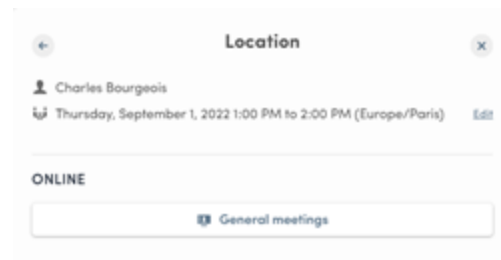 Location
Charles Bourgeois
Thursday, September 1, 2022 1:00 PM to 2:00 PM (Europe/Paris) Edit
ONLINE
General meetings